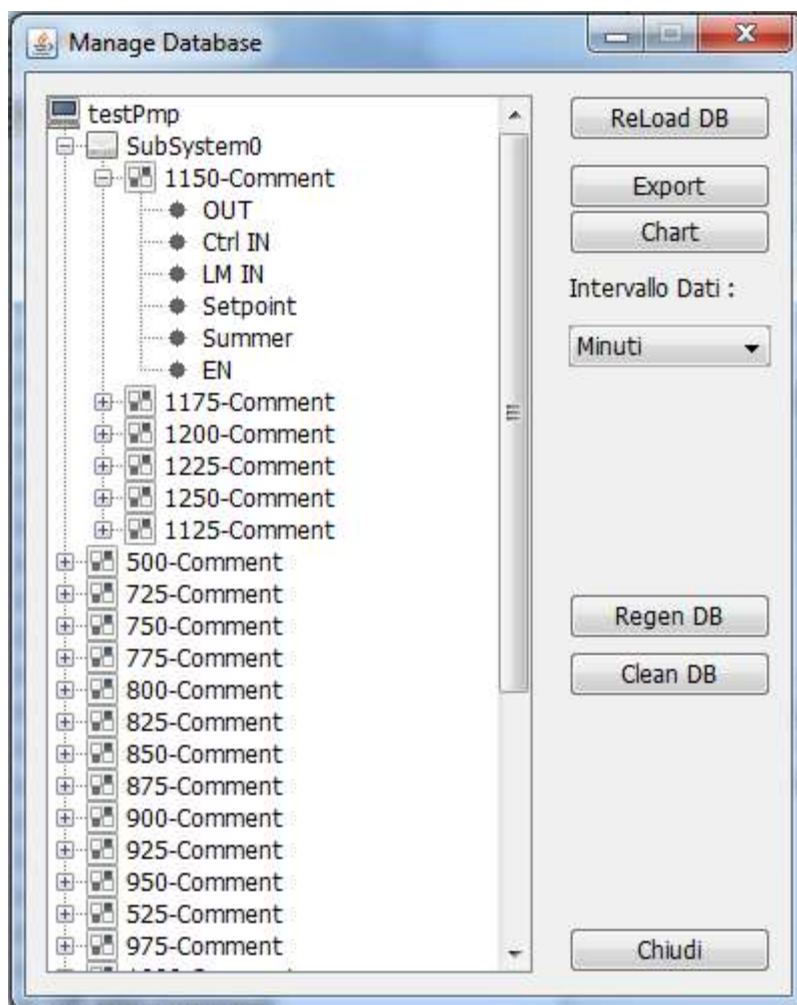 Manage Database
testPmp
SubSystem0
1150-Comment
OUT
Ctrl IN
LM IN
Setpoint
Summer
EN
1175-Comment
1200-Comment
1225-Comment
1250-Comment
1125-Comment
500-Comment
725-Comment
750-Comment
775-Comment
800-Comment
825-Comment
850-Comment
875-Comment
900-Comment
925-Comment
950-Comment
525-Comment
975-Comment
ReLoad DB
Export
Chart
Intervallo Dati :
Minuti
Regen DB
Clean DB
Chiudi